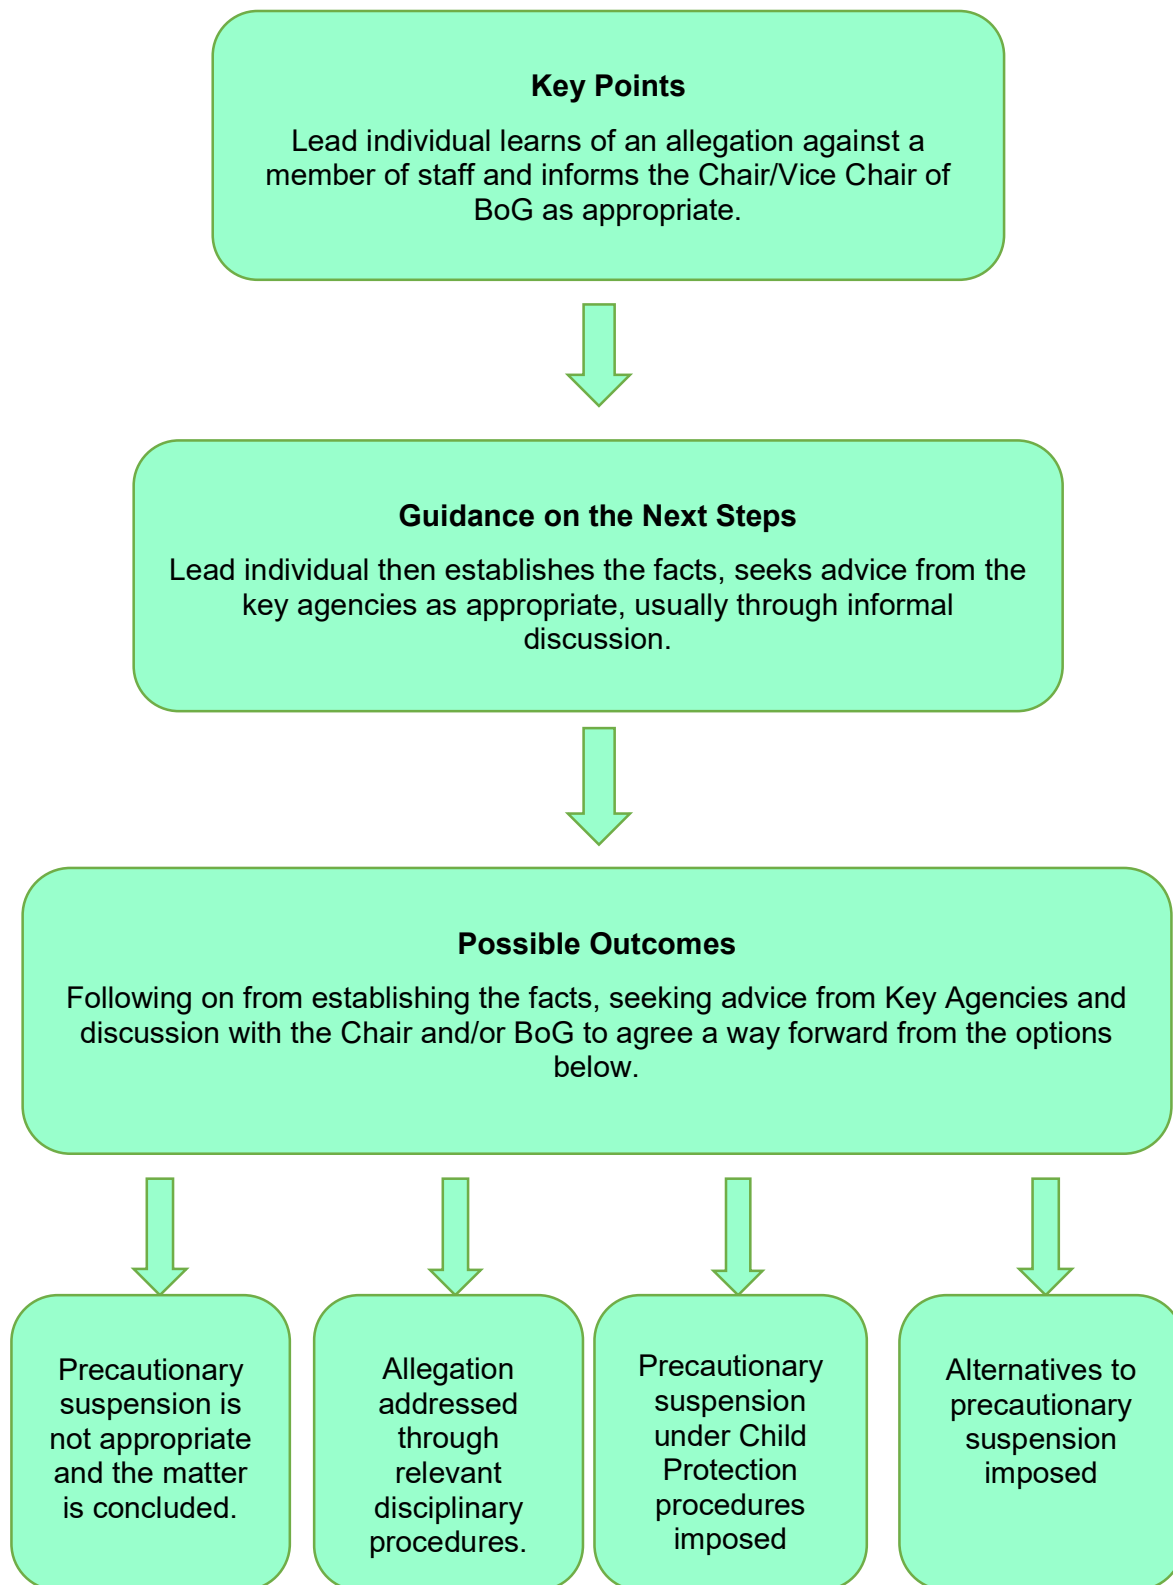 Key Points
Lead individual learns of an allegation against a
member of staff and informs the Chair/Vice Chair of
BoG as appropriate.
Guidance on the Next Steps
Lead individual then establishes the facts, seeks advice from the
key agencies as appropriate, usually through informal
discussion.
Possible Outcomes
Following on from establishing the facts, seeking advice from Key Agencies and
discussion with the Chair and/or BoG to agree a way forward from the options
below.
Precautionary
suspension is
not appropriate
and the matter
is concluded.
Allegation
addressed
through
relevant
disciplinary
procedures.
Precautionary
suspension
under Child
Protection
procedures
imposed
Alternatives to
precautionary
suspension
imposed